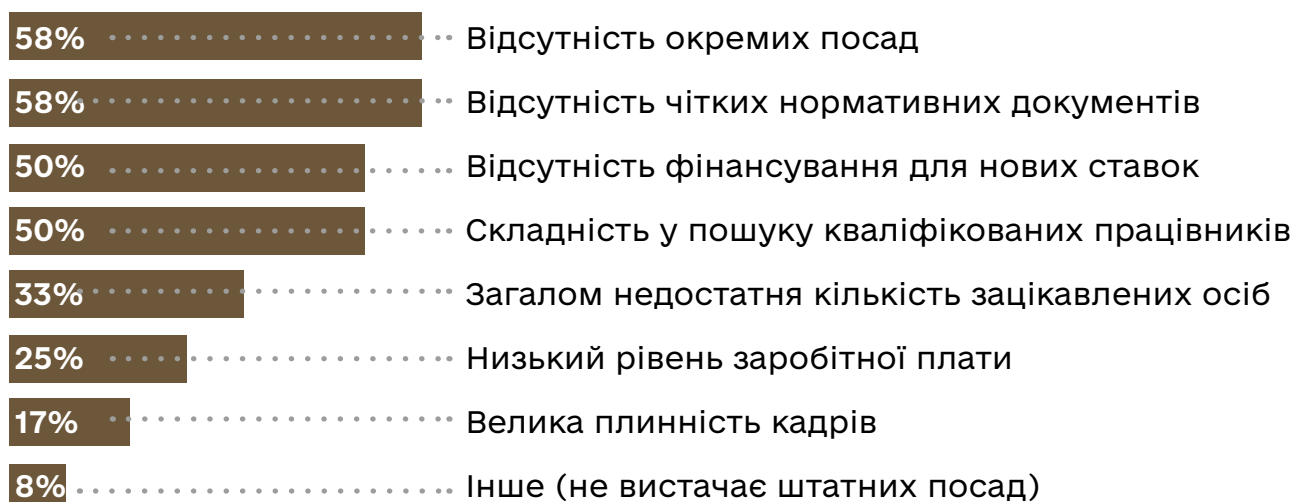 58% Відсутність окремих посад
58% Відсутність чітких нормативних документів
50% Відсутність фінансування для нових ставок
50% Складність у пошуку кваліфікованих працівників
33% Загалом недостатня кількість зацікавлених осіб
25% Низький рівень заробітної плати
17% Велика плинність кадрів
8% Інше (не вистачає штатних посад)